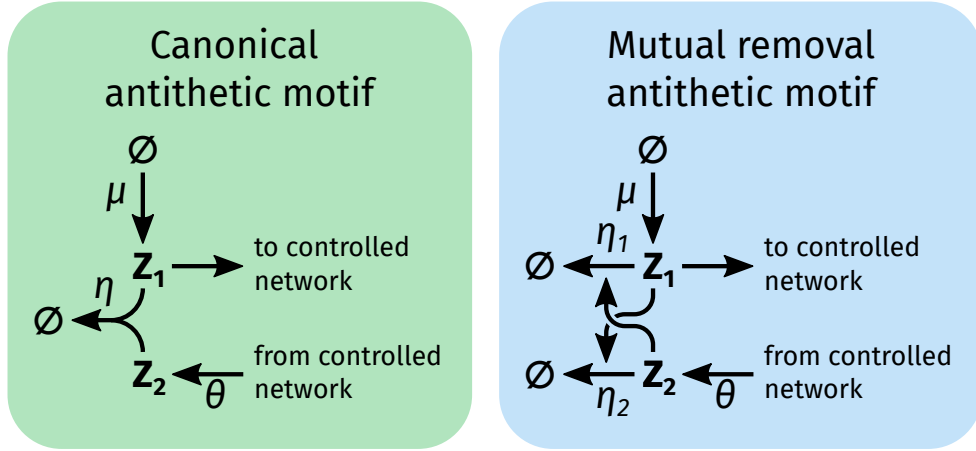 Canonical
antithetic motif
∅
μ
Z₁
to controlled
network
η
∅
Z₂
from controlled
network
θ
Mutual removal
antithetic motif
∅
μ
η₁
∅
Z₁
to controlled
network
∅
η₂
Z₂
from controlled
network
θ